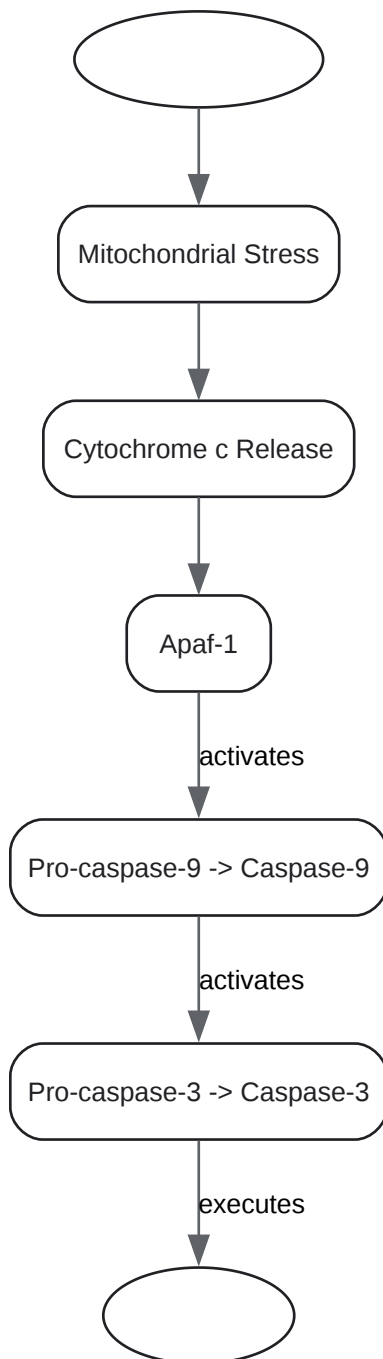 Mitochondrial Stress
Cytochrome c Release
Apaf-1
activates
Pro-caspase-9 -> Caspase-9
activates
Pro-caspase-3 -> Caspase-3
executes